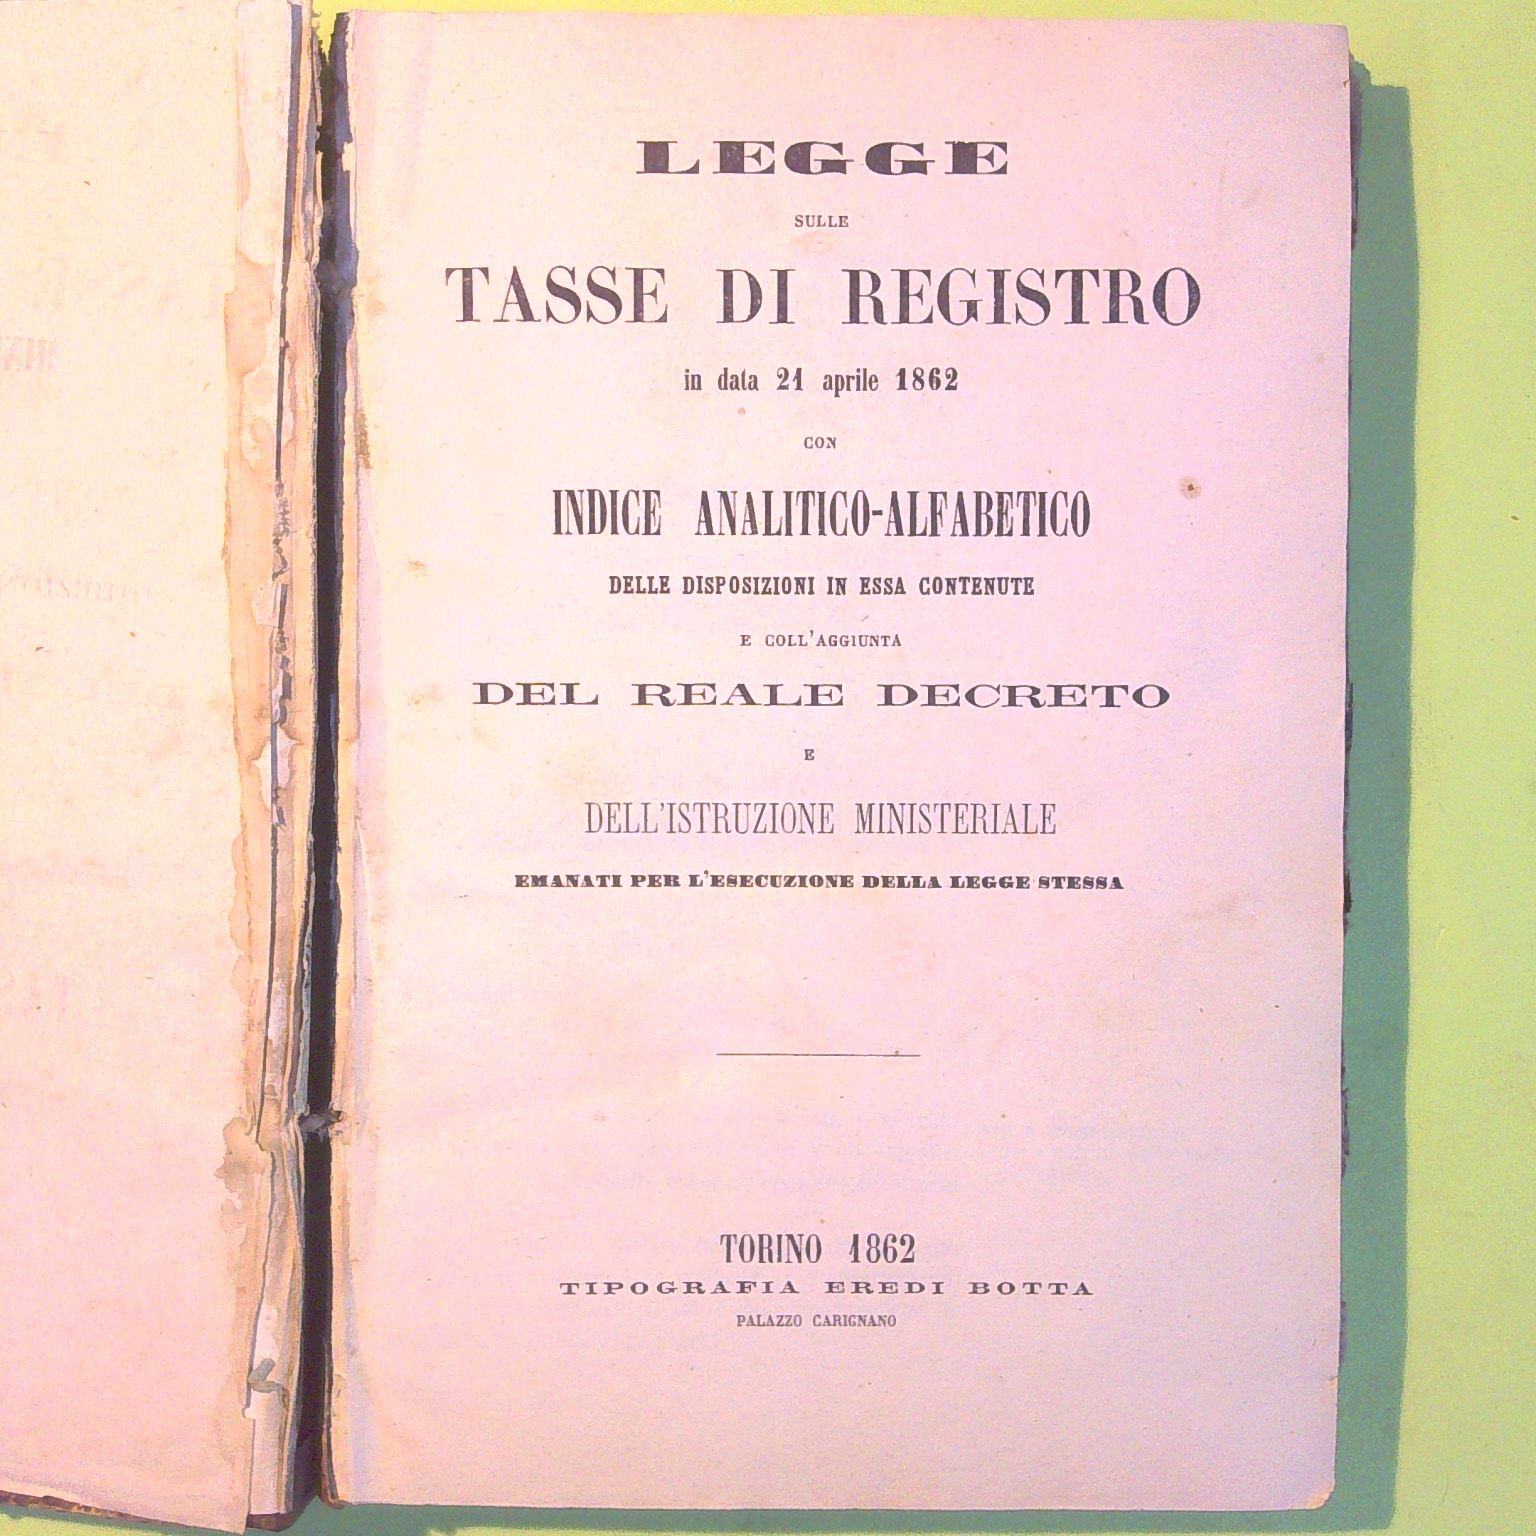 LEGGE
SULLE
TASSE DI REGISTRO
in data 21 aprile 1862
CON
INDICE ANALITICO-ALFABETICO
DELLE DISPOSIZIONI IN ESSA CONTENUTE
E COLL'AGGIUNTA
DEL REALE DECRETO
E
DELL'ISTRUZIONE MINISTERIALE
EMANATI PER L'ESECUZIONE DELLA LEGGE STESSA
TORINO 1862
TIPOGRAFIA EREDI BOTTA
PALAZZO CARIGNANO